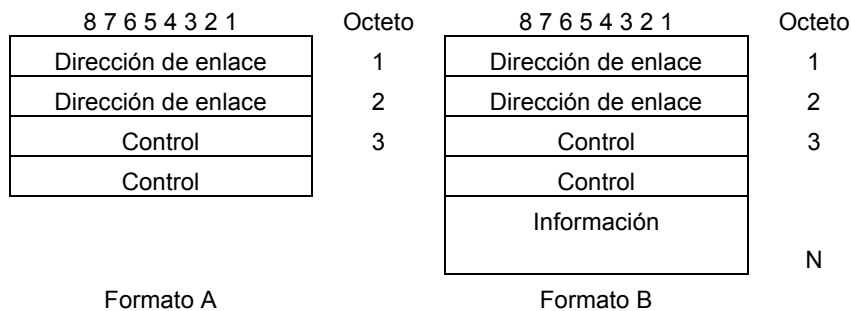 8 7 6 5 4 3 2 1 Octeto 8 7 6 5 4 3 2 1 Octeto
Dirección de enlace 1 Dirección de enlace 1
Dirección de enlace 2 Dirección de enlace 2
Control 3 Control 3
Control Control
Información
N
Formato A Formato B